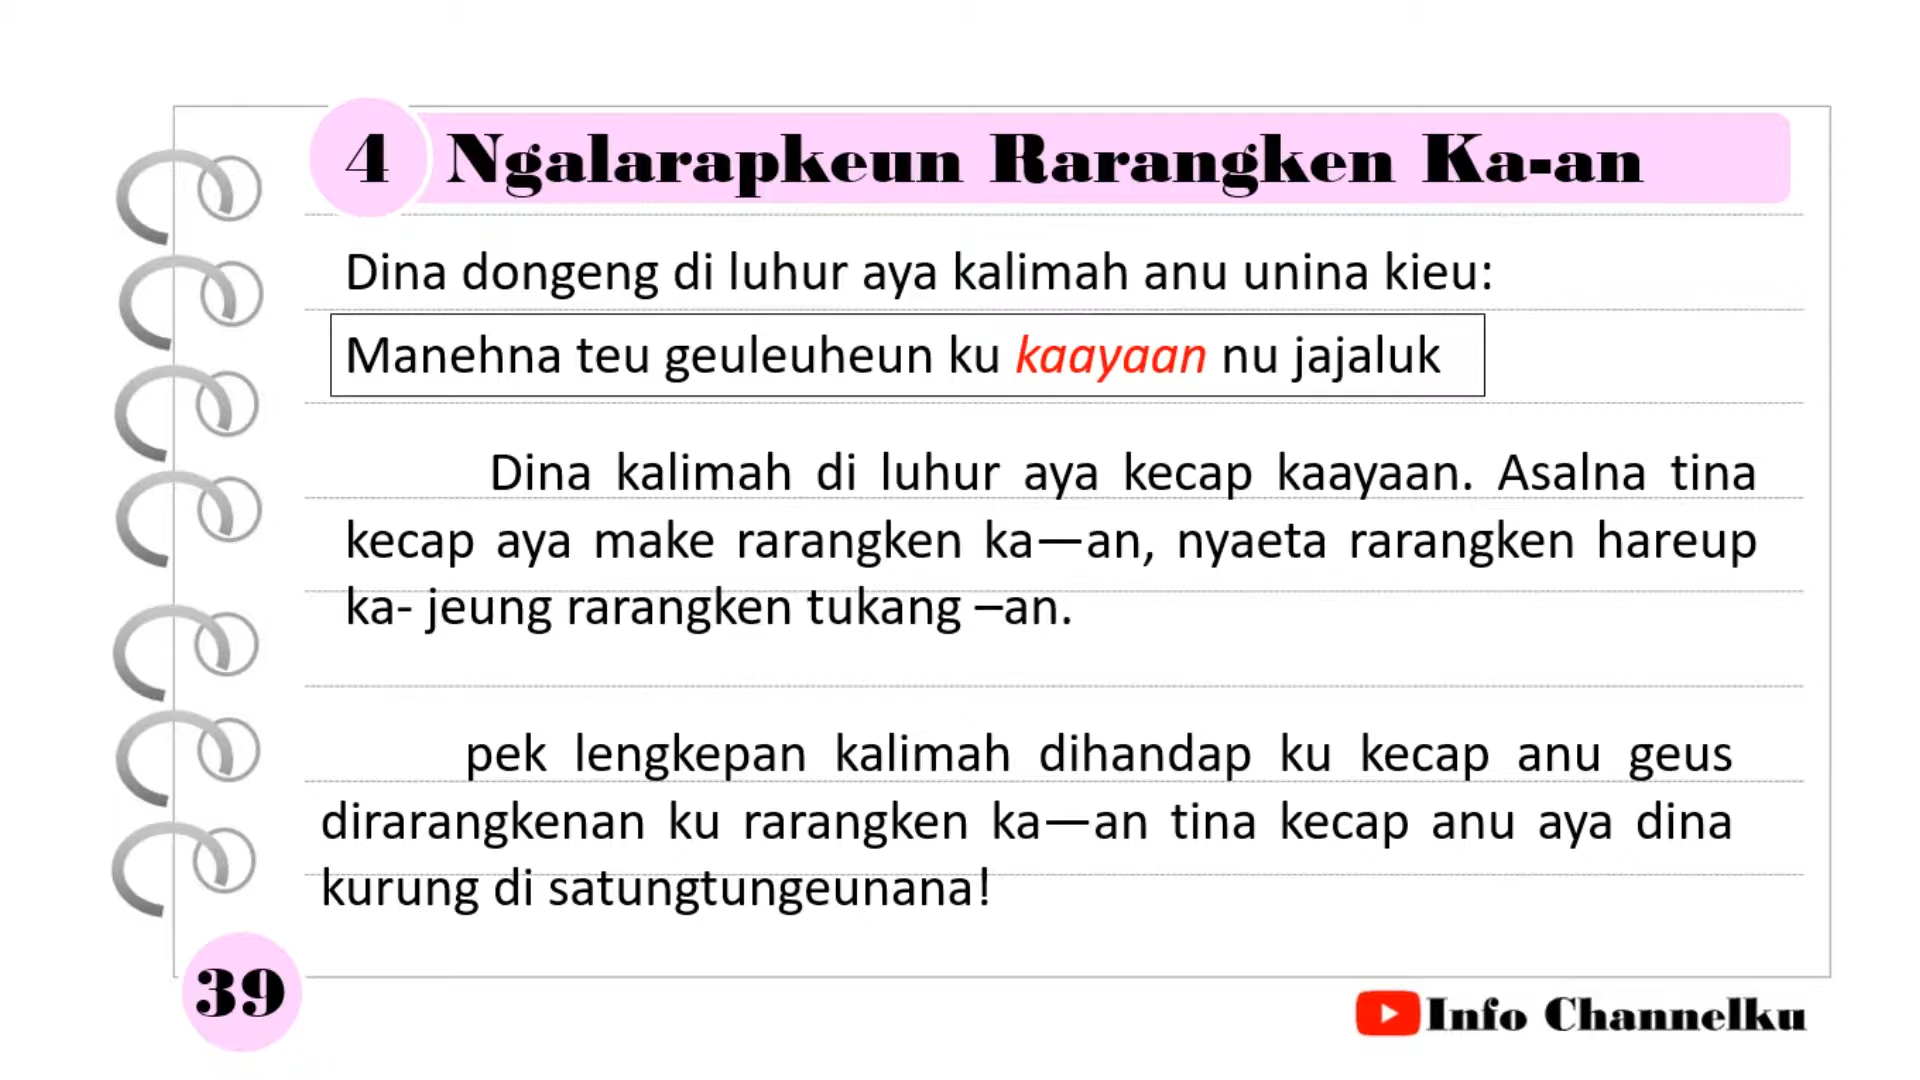 4 Ngalarapkeun Rarangken Ka-an
Dina dongeng di luhur aya kalimah anu unina kieu:
Manehna teu geuleuheun ku kaayaan nu jajaluk
Dina kalimah di luhur aya kecap kaayaan. Asalna tina
kecap aya make rarangken ka—an, nyaeta rarangken hareup
ka- jeung rarangken tukang –an.
pek lengkepan kalimah dihandap ku kecap anu geus
dirarangkenan ku rarangken ka—an tina kecap anu aya dina
kurung di satungtungeunana!
39
Info Channelku